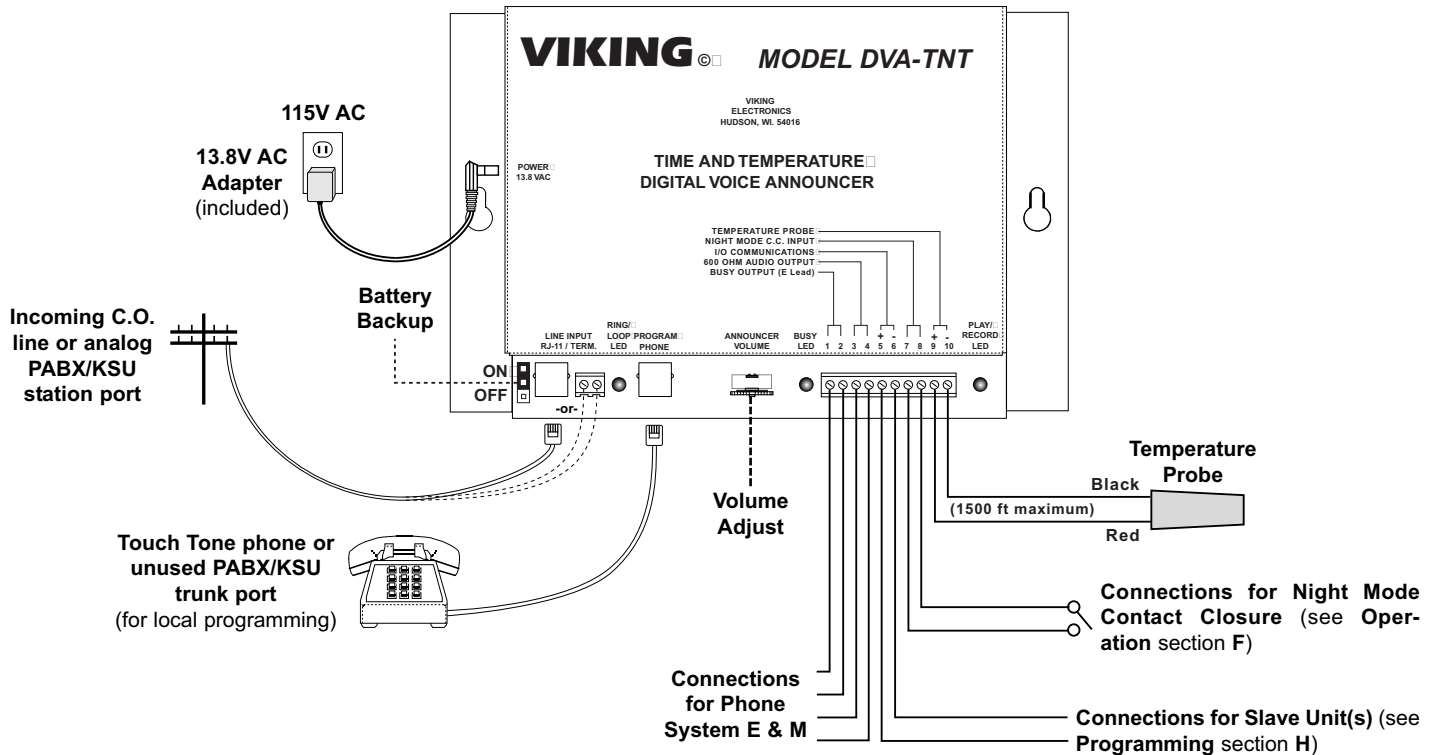 VIKING ©
MODEL DVA-TNT
VIKING
ELECTRONICS
HUDSON, WI. 54016
115V AC
13.8V AC
Adapter
(included)
POWER
13.8 VAC
TIME AND TEMPERATURE
DIGITAL VOICE ANNOUNCER
TEMPERATURE PROBE
NIGHT MODE C.C. INPUT
I/O COMMUNICATIONS
600 OHM AUDIO OUTPUT
BUSY OUTPUT (E Lead)
Battery
Backup
Incoming C.O.
line or analog
PABX/KSU
station port
LINE INPUT
RJ-11 / TERM.
RING/
LOOP
LED
PROGRAM
PHONE
ANNOUNCER
VOLUME
BUSY
LED
+ - + -
1 2 3 4 5 6 7 8 9 10
PLAY/
RECORD
LED
ON
OFF
-or-
Volume
Adjust
Temperature
Probe
Black
(1500 ft maximum)
Red
Touch Tone phone or
unused PABX/KSU
trunk port
(for local programming)
Connections for Night Mode
Contact Closure (see Oper-
ation section F)
Connections
for Phone
System E & M
Connections for Slave Unit(s) (see
Programming section H)